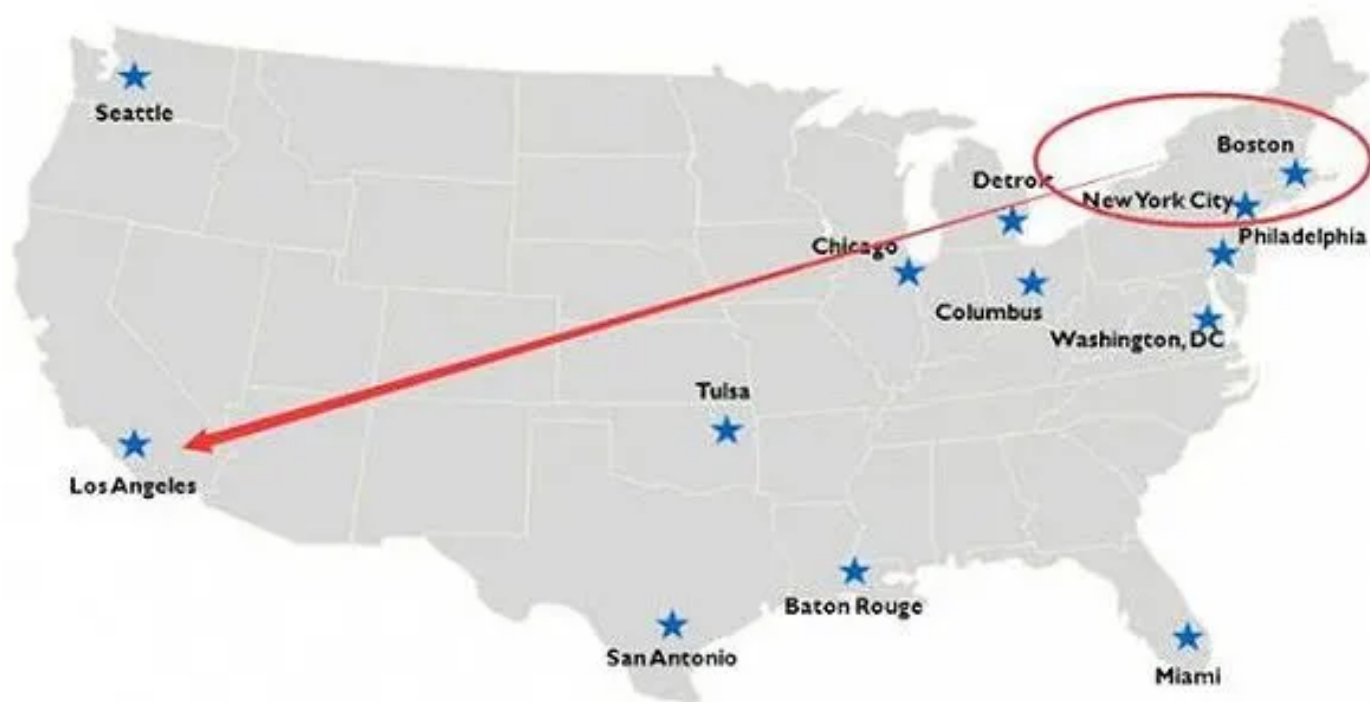 Seattle
Boston
Detroit
New York City
Philadelphia
Chicago
Columbus
Washington, DC
Tulsa
Los Angeles
Baton Rouge
San Antonio
Miami